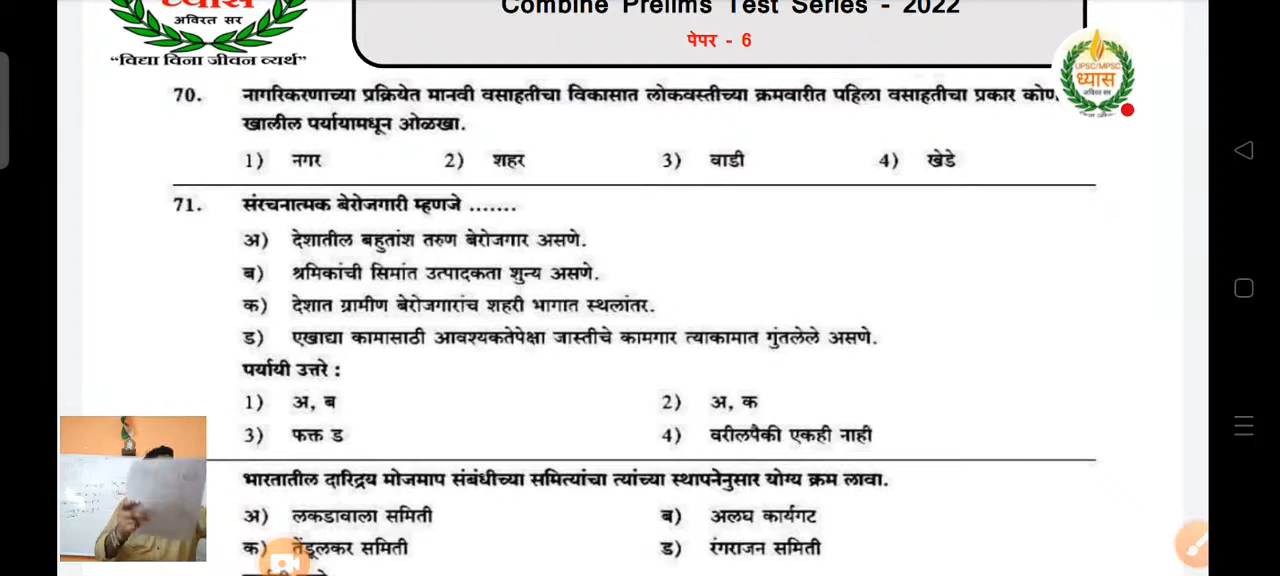 ध्यास
अविरत सर
“विद्या विना जीवन व्यर्थ”
Combine Prelims Test Series - 2022
पेपर - 6
UPSC/MPSC
ध्यास
अविरत सर
70. नागरिकरणाच्या प्रक्रियेत मानवी वसाहतीचा विकासात लोकवस्तीच्या क्रमवारीत पहिला वसाहतीचा प्रकार
खालील पर्यायामधून ओळखा.
1) नगर 2) शहर 3) वाडी 4) खेडे
71. संरचनात्मक बेरोजगारी म्हणजे .......
अ) देशातील बहुतांश तरुण बेरोजगार असणे.
ब) श्रमिकांची सिमांत उत्पादकता शुन्य असणे.
क) देशात ग्रामीण बेरोजगारांच शहरी भागात स्थलांतर.
ड) एखाद्या कामासाठी आवश्यकतेपेक्षा जास्तीचे कामगार त्याकामात गुंतलेले असणे.
पर्यायी उत्तरे :
1) अ, ब 2) अ, क
3) फक्त ड 4) वरीलपैकी एकही नाही
भारतातील दारिद्रय मोजमाप संबंधीच्या समित्यांचा त्यांच्या स्थापनेनुसार योग्य क्रम लावा.
अ) लकडावाला समिती ब) अलघ कार्यगट
क) तेंडूलकर समिती ड) रंगराजन समिती